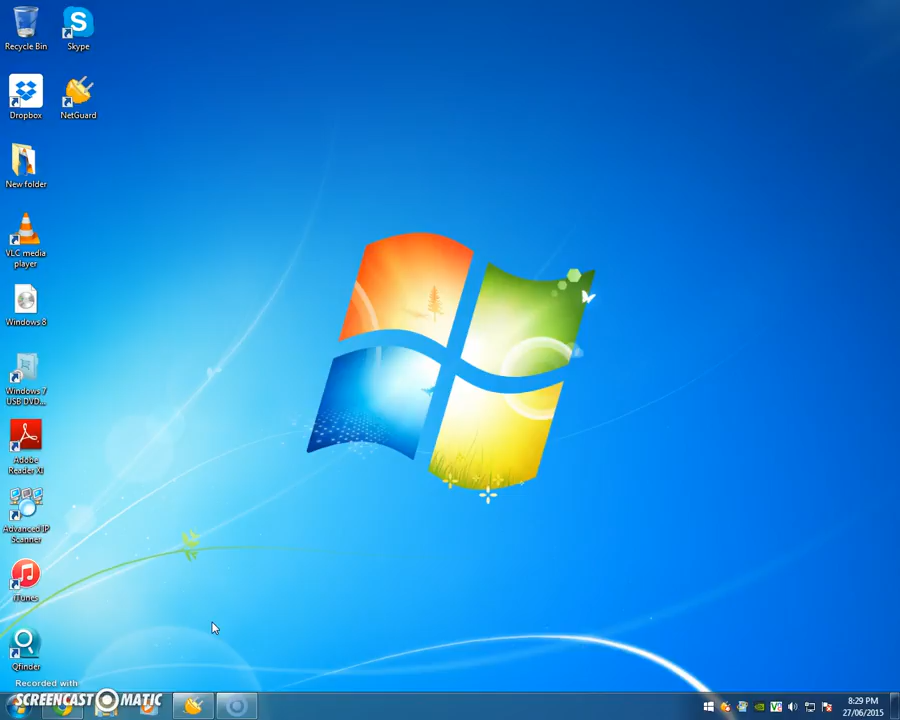 Recycle Bin
Skype
Dropbox
NetGuard
New folder
VLC media
player
Windows 8
Windows 7
USB DVD...
Adobe
Reader XI
Advanced IP
Scanner
iTunes
Qfinder
Recorded with
SCREENCAST MATIC
8:29 PM
27/06/2015